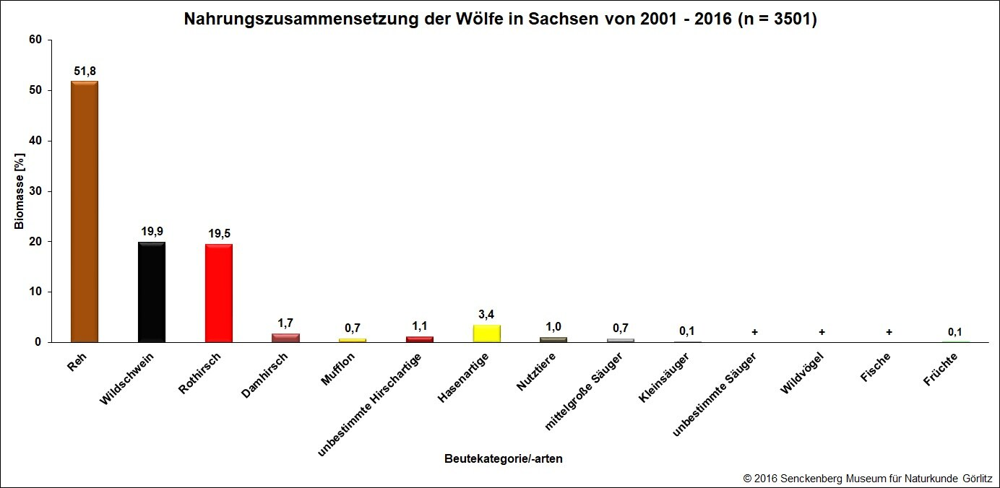 Nahrungszusammensetzung der Wölfe in Sachsen von 2001 - 2016 (n = 3501)
Biomasse [%]
60
50
40
30
20
10
0
51,8
19,9
19,5
1,7
0,7
1,1
3,4
1,0
0,7
0,1
+
+
+
0,1
Reh
Wildschwein
Rothirsch
Damhirsch
Mufflon
unbestimmte Hirschartige
Hasenartige
Nutztiere
mittelgroße Säuger
Kleinsäuger
unbestimmte Säuger
Wildvögel
Fische
Früchte
Beutekategorie/-arten
© 2016 Senckenberg Museum für Naturkunde Görlitz